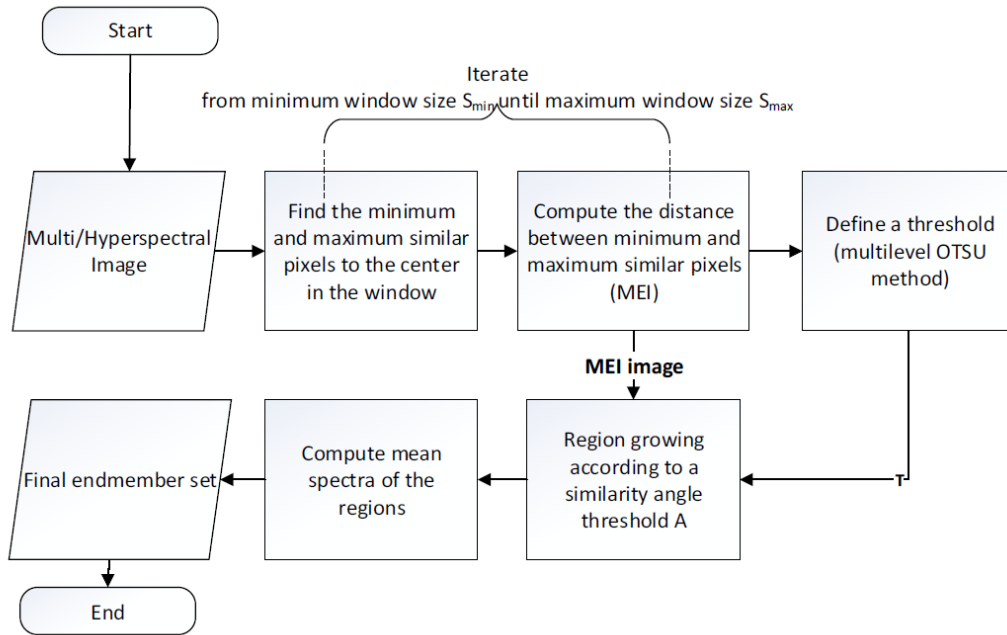 Start
Iterate
from minimum window size Smin until maximum window size Smax
Multi/Hyperspectral
Image
Find the minimum
and maximum similar
pixels to the center
in the window
Compute the distance
between minimum and
maximum similar pixels
(MEI)
Define a threshold
(multilevel OTSU
method)
MEI image
T
Region growing
according to a
similarity angle
threshold A
Compute mean
spectra of the
regions
Final endmember set
End